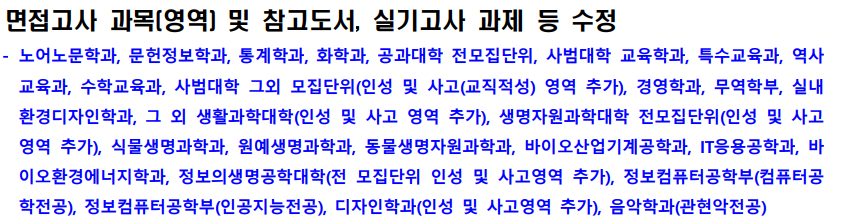 면접고사 과목(영역) 및 참고도서, 실기고사 과제 등 수정
- 노어노문학과, 문헌정보학과, 통계학과, 화학과, 공과대학 전모집단위, 사범대학 교육학과, 특수교육과, 역사
교육과, 수학교육과, 사범대학 그외 모집단위(인성 및 사고(교직적성) 영역 추가), 경영학과, 무역학부, 실내
환경디자인학과, 그 외 생활과학대학(인성 및 사고 영역 추가), 생명자원과학대학 전모집단위(인성 및 사고
영역 추가), 식물생명과학과, 원예생명과학과, 동물생명자원과학과, 바이오산업기계공학과, IT응용공학과, 바
이오환경에너지학과, 정보의생명공학대학(전 모집단위 인성 및 사고영역 추가), 정보컴퓨터공학부(컴퓨터공
학전공), 정보컴퓨터공학부(인공지능전공), 디자인학과(인성 및 사고영역 추가), 음악학과(관현악전공)